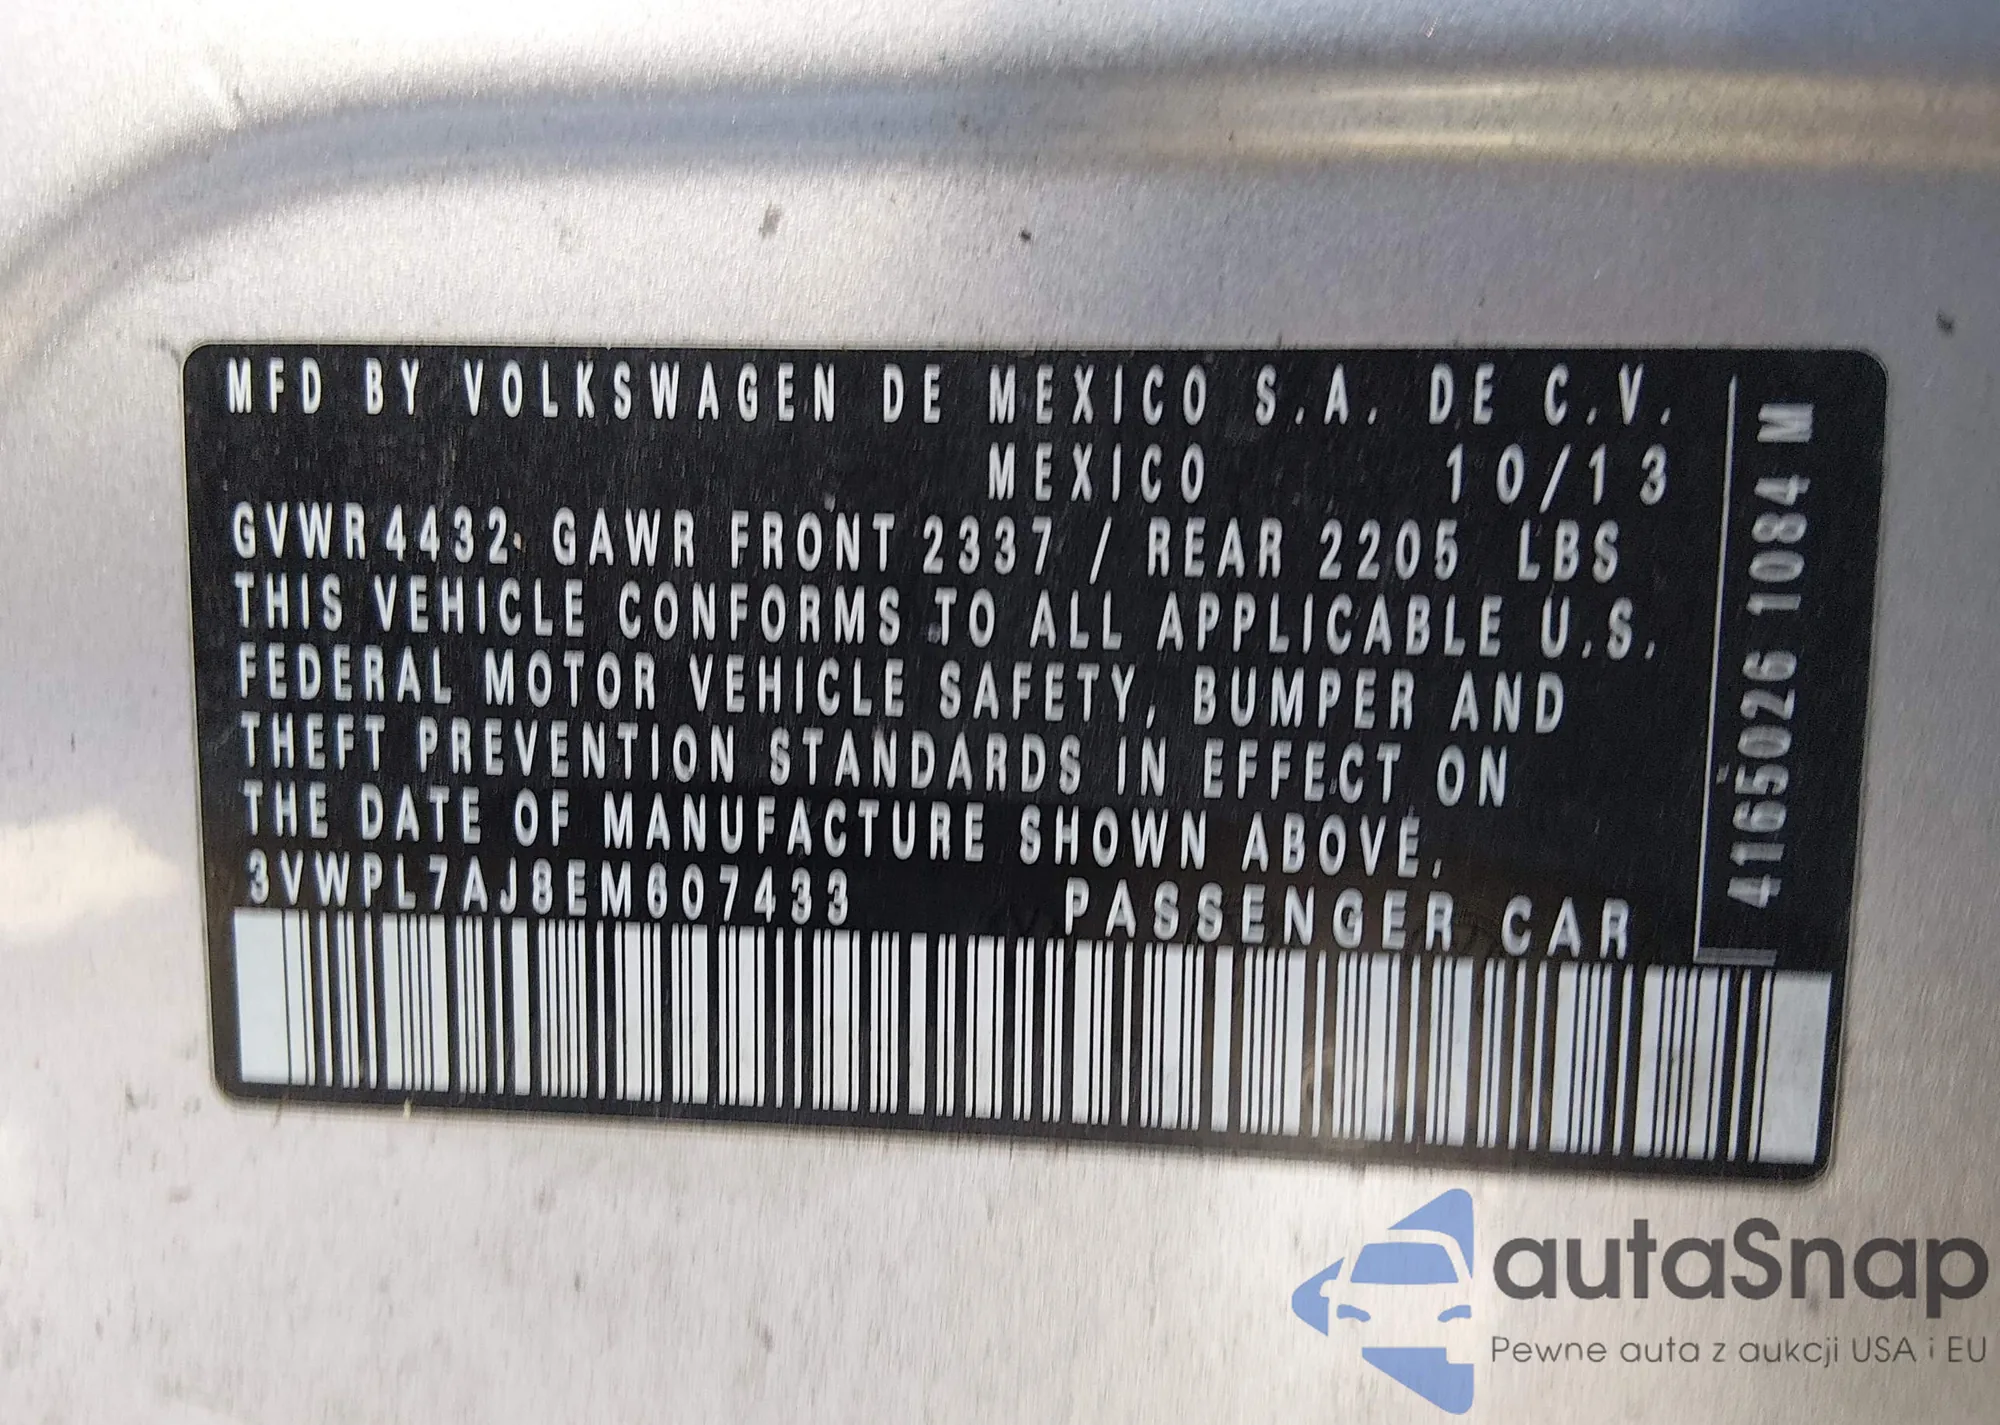 MFD BY VOLKSWAGEN DE MEXICO S.A. DE C.V.
MEXICO 10/13
GVWR 4432 GAWR FRONT 2337 / REAR 2205 LBS
THIS VEHICLE CONFORMS TO ALL APPLICABLE U.S.
FEDERAL MOTOR VEHICLE SAFETY, BUMPER AND
THEFT PREVENTION STANDARDS IN EFFECT ON
THE DATE OF MANUFACTURE SHOWN ABOVE.
3VWPL7AJ8EM607433 PASSENGER CAR
4165026 1084 M
autaSnap
Pewne auta z aukcji USA i EU